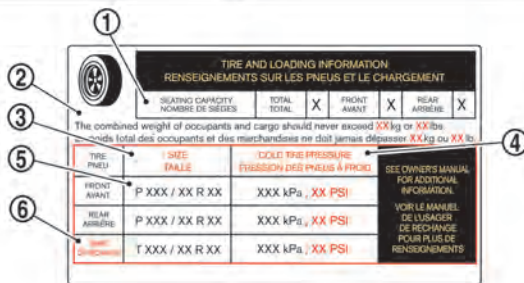 ①
TIRE AND LOADING INFORMATION
RENSEIGNEMENTS SUR LES PNEUS ET LE CHARGEMENT
②
SEATING CAPACITY
NOMBRE DE SIÈGES
TOTAL
TOTAL
X
FRONT
AVANT
X
REAR
ARRIÈRE
X
The combined weight of occupants and cargo should never exceed XX kg or XX lbs.
total des occupants et des marchandises ne doit jamais dépasser XX kg ou XX lb.
③
④
TIRE
PNEU
SIZE
TAILLE
COLD TIRE PRESSURE
PRESSION DES PNEUS À FROID
SEE OWNER'S MANUAL
FOR ADDITIONAL
INFORMATION.
VOIR LE MANUEL
DE L'USAGER
DE RECHANGE
POUR PLUS DE
RENSEIGNEMENTS
⑤
FRONT
AVANT
P XXX / XX R XX
XXX kPa, XX PSI
REAR
ARRIÈRE
P XXX / XX R XX
XXX kPa, XX PSI
⑥
T XXX / XX R XX
XXX kPa, XX PSI